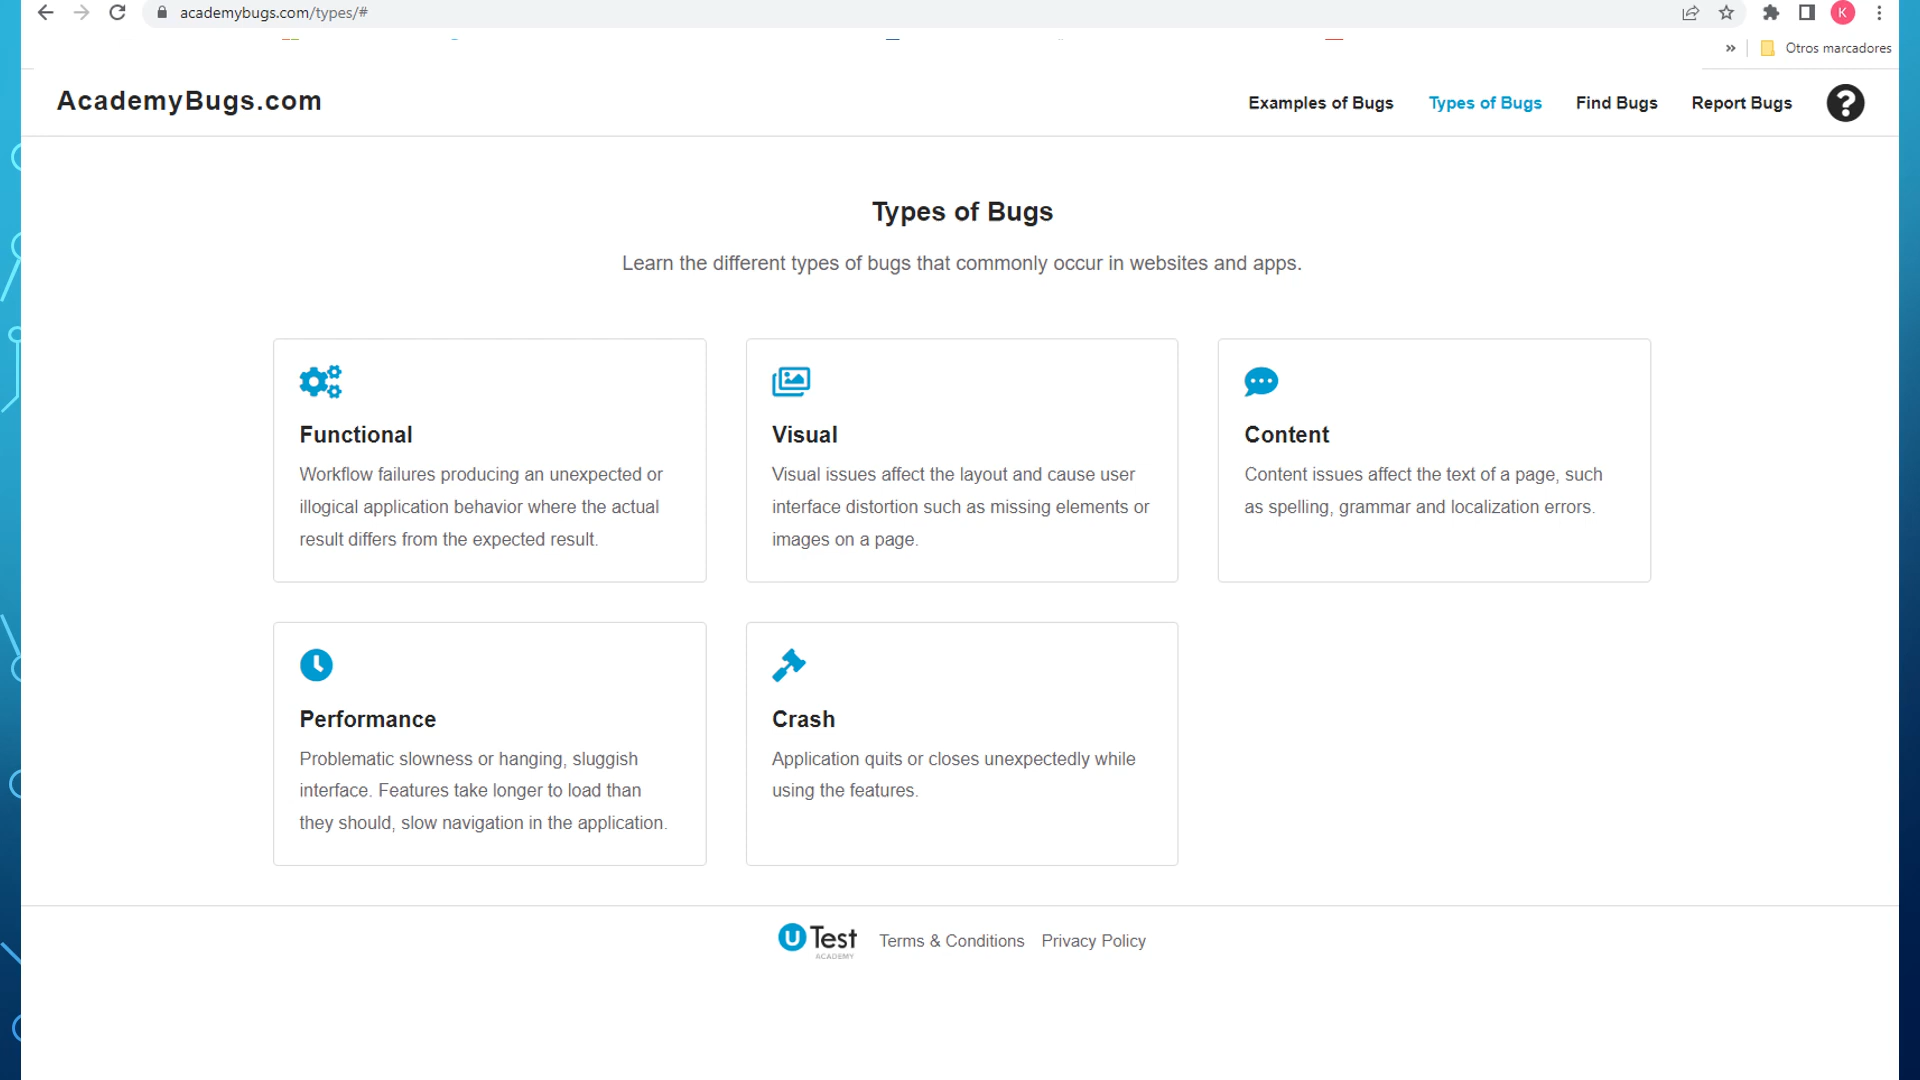 academybugs.com/types/#
K
» Otros marcadores
AcademyBugs.com
Examples of Bugs
Types of Bugs
Find Bugs
Report Bugs
?
Types of Bugs
Learn the different types of bugs that commonly occur in websites and apps.
Functional
Workflow failures producing an unexpected or
illogical application behavior where the actual
result differs from the expected result.
Visual
Visual issues affect the layout and cause user
interface distortion such as missing elements or
images on a page.
Content
Content issues affect the text of a page, such
as spelling, grammar and localization errors.
Performance
Problematic slowness or hanging, sluggish
interface. Features take longer to load than
they should, slow navigation in the application.
Crash
Application quits or closes unexpectedly while
using the features.
U Test
ACADEMY
Terms & Conditions
Privacy Policy